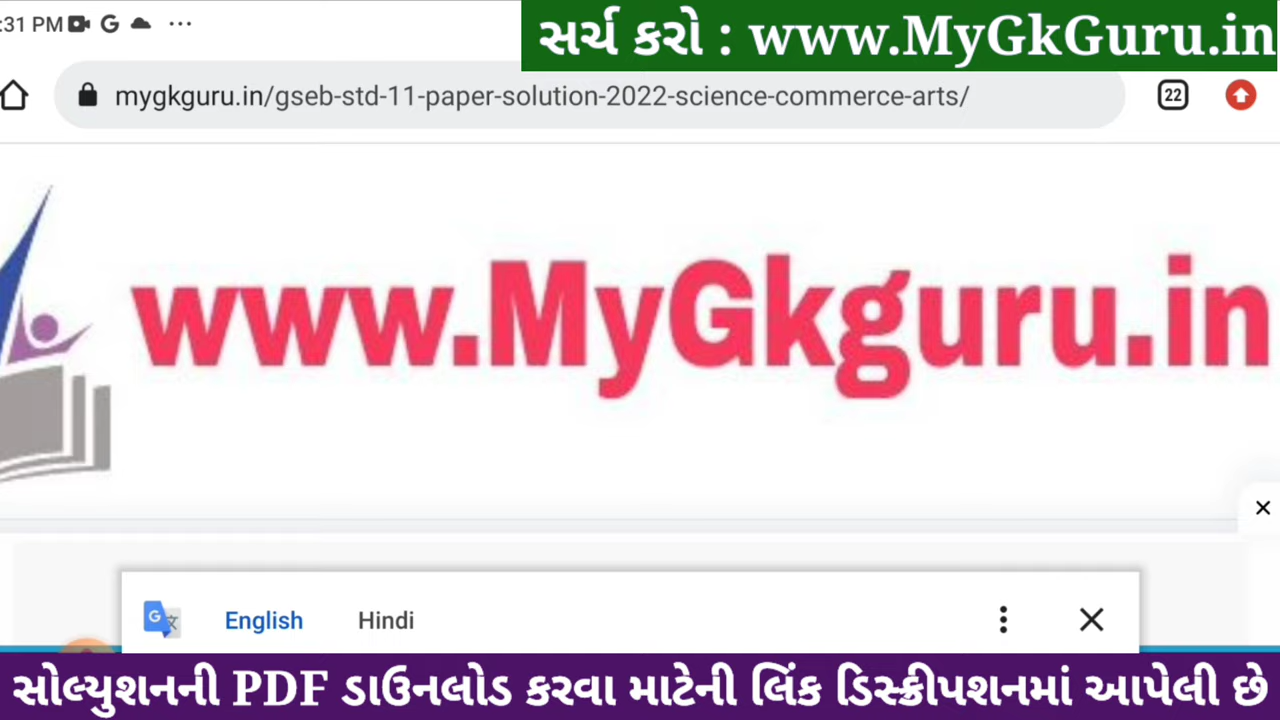 :31 PM
સર્ચ કરો : www.MyGkGuru.in
mygkguru.in/gseb-std-11-paper-solution-2022-science-commerce-arts/
22
www.MyGkguru.in
English Hindi
સોલ્યુશનની PDF ડાઉનલોડ કરવા માટેની લિંક ડિસ્ક્રીપશનમાં આપેલી છે